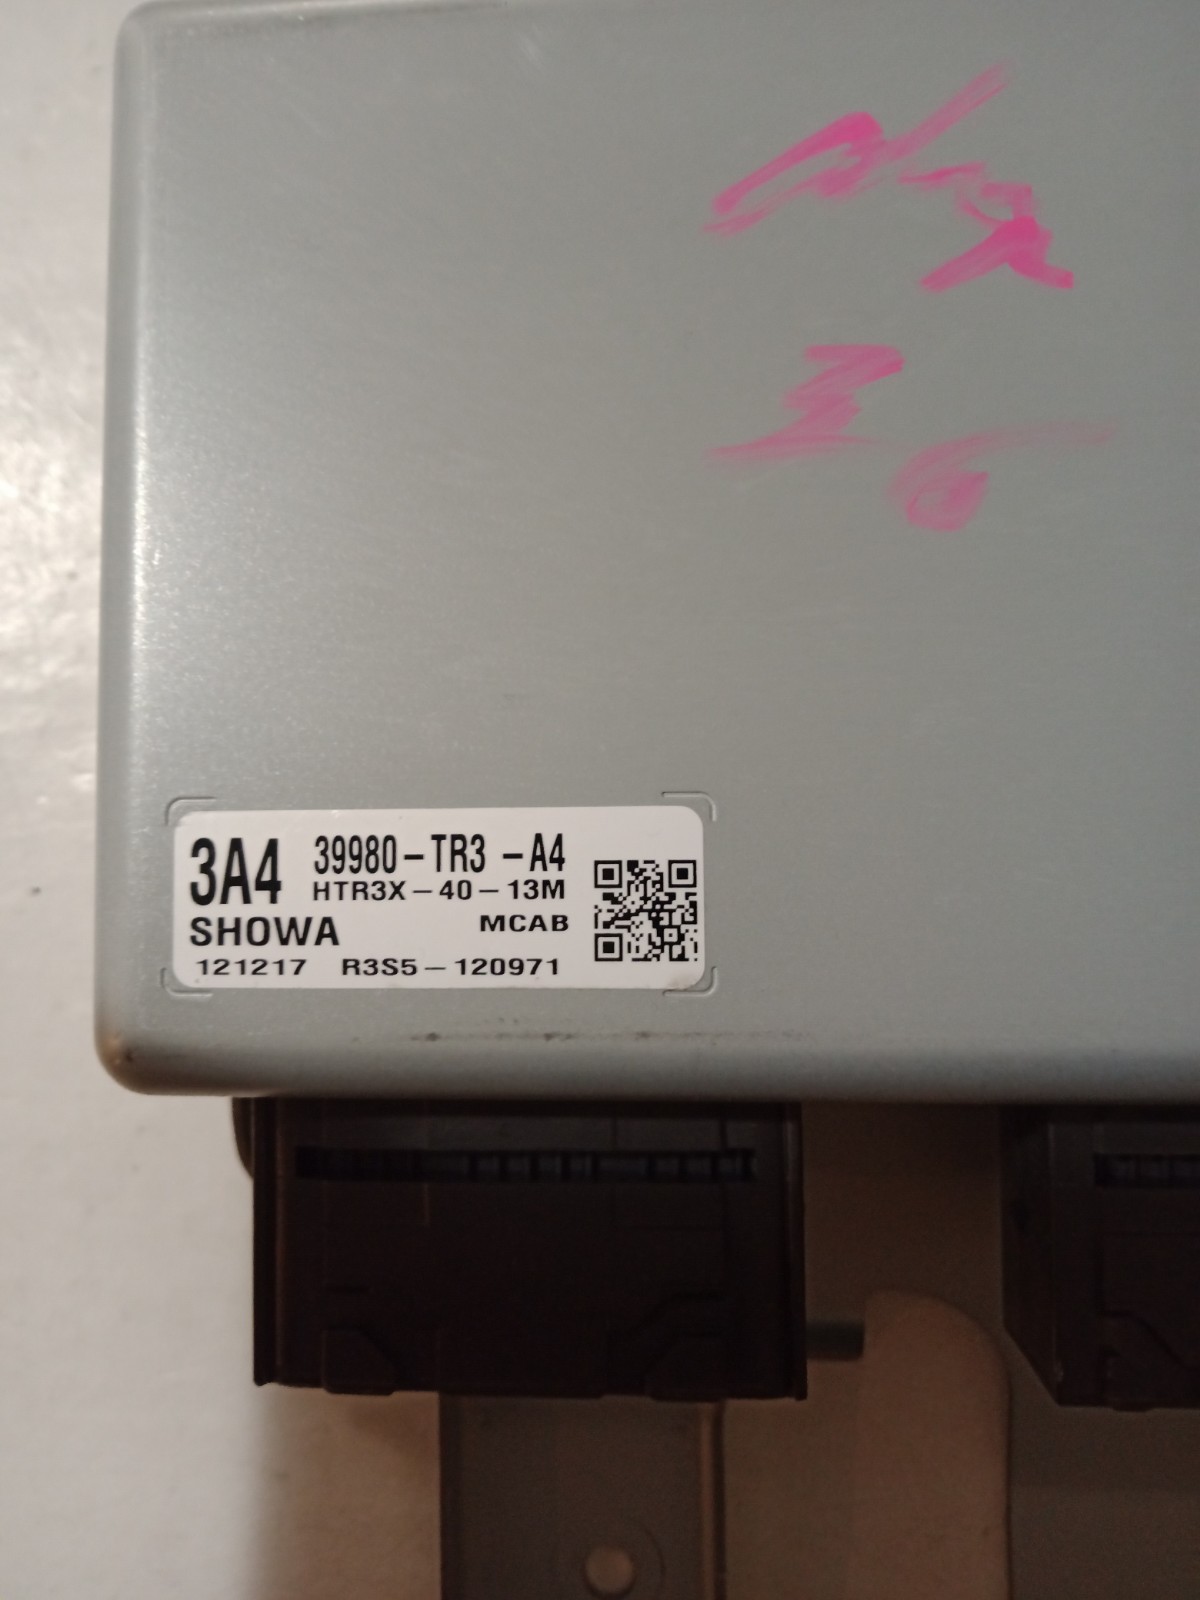 3A4 39980-TR3-A4
HTR3X-40-13M
SHOWA MCAB
121217 R3S5-120971